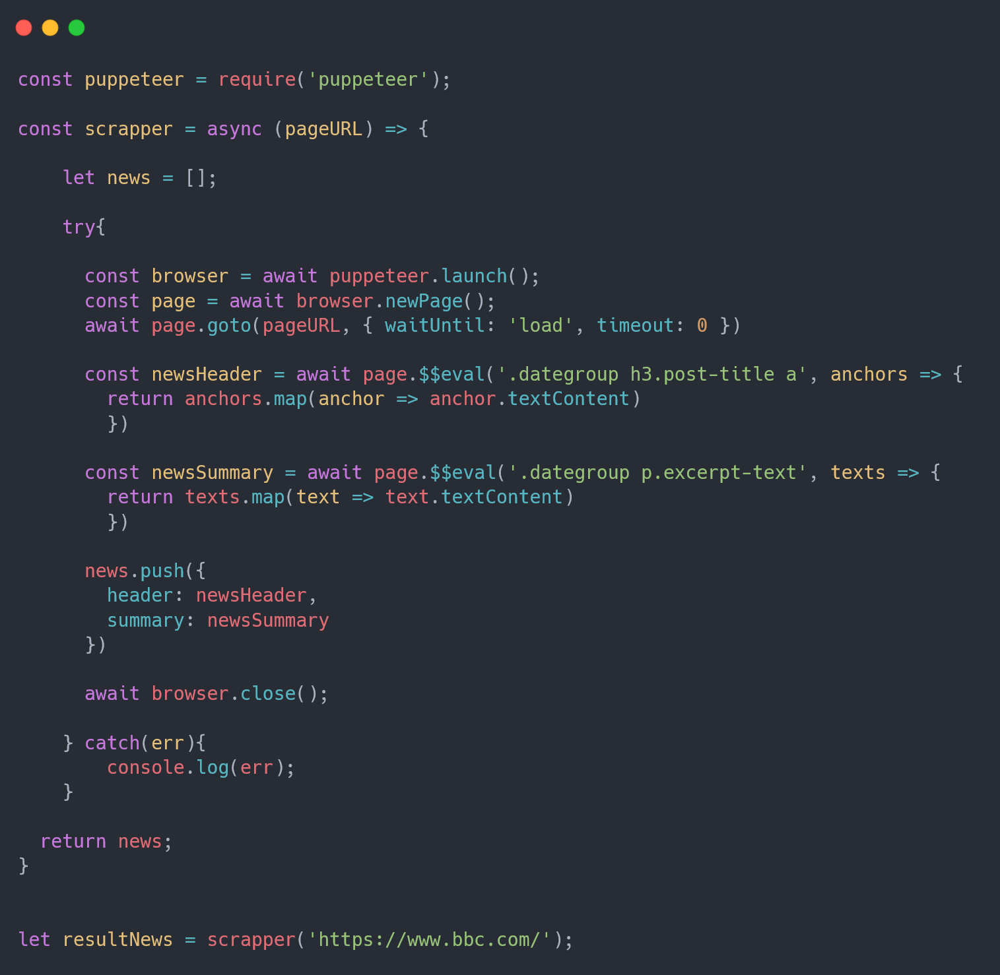 const puppeteer = require('puppeteer');
const scrapper = async (pageURL) => {
let news = [];
try{
const browser = await puppeteer.launch();
const page = await browser.newPage();
await page.goto(pageURL, { waitUntil: 'load', timeout: 0 })
const newsHeader = await page.$$eval('.dategroup h3.post-title a', anchors => {
return anchors.map(anchor => anchor.textContent)
})
const newsSummary = await page.$$eval('.dategroup p.excerpt-text', texts => {
return texts.map(text => text.textContent)
})
news.push({
header: newsHeader,
summary: newsSummary
})
await browser.close();
} catch(err){
console.log(err);
}
return news;
}
let resultNews = scrapper('https://www.bbc.com/');